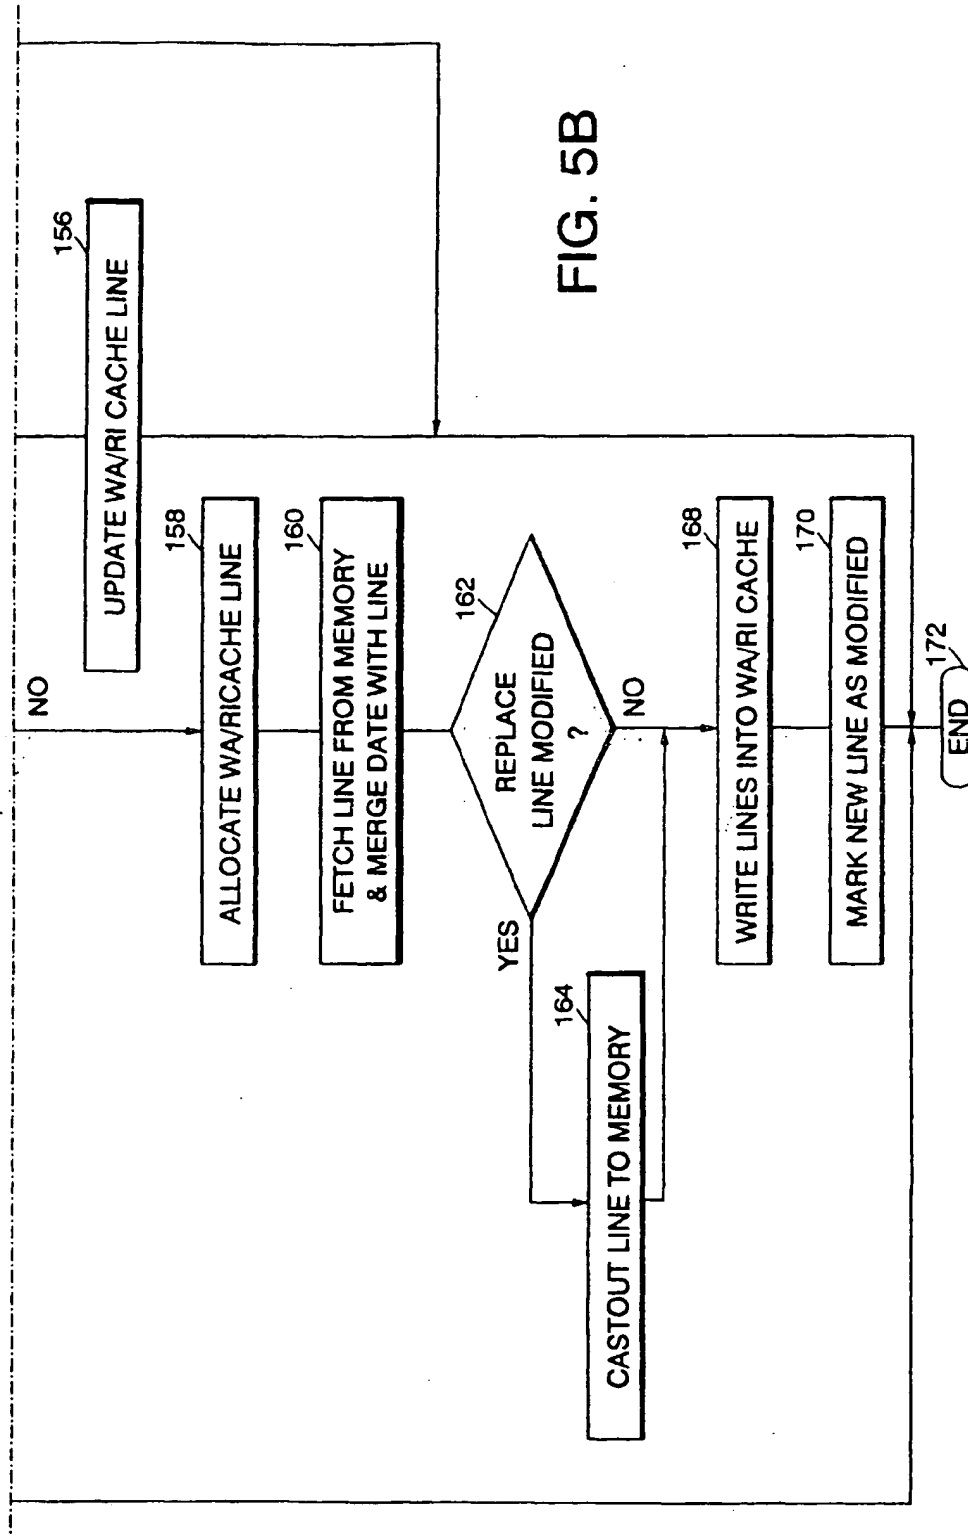 NO
156
UPDATE WA/RI CACHE LINE
158
ALLOCATE WA/RICACHE LINE
160
FETCH LINE FROM MEMORY
& MERGE DATE WITH LINE
162
REPLACE
LINE MODIFIED
?
YES
NO
164
CASTOUT LINE TO MEMORY
168
WRITE LINES INTO WA/RI CACHE
170
MARK NEW LINE AS MODIFIED
172
END
FIG. 5B